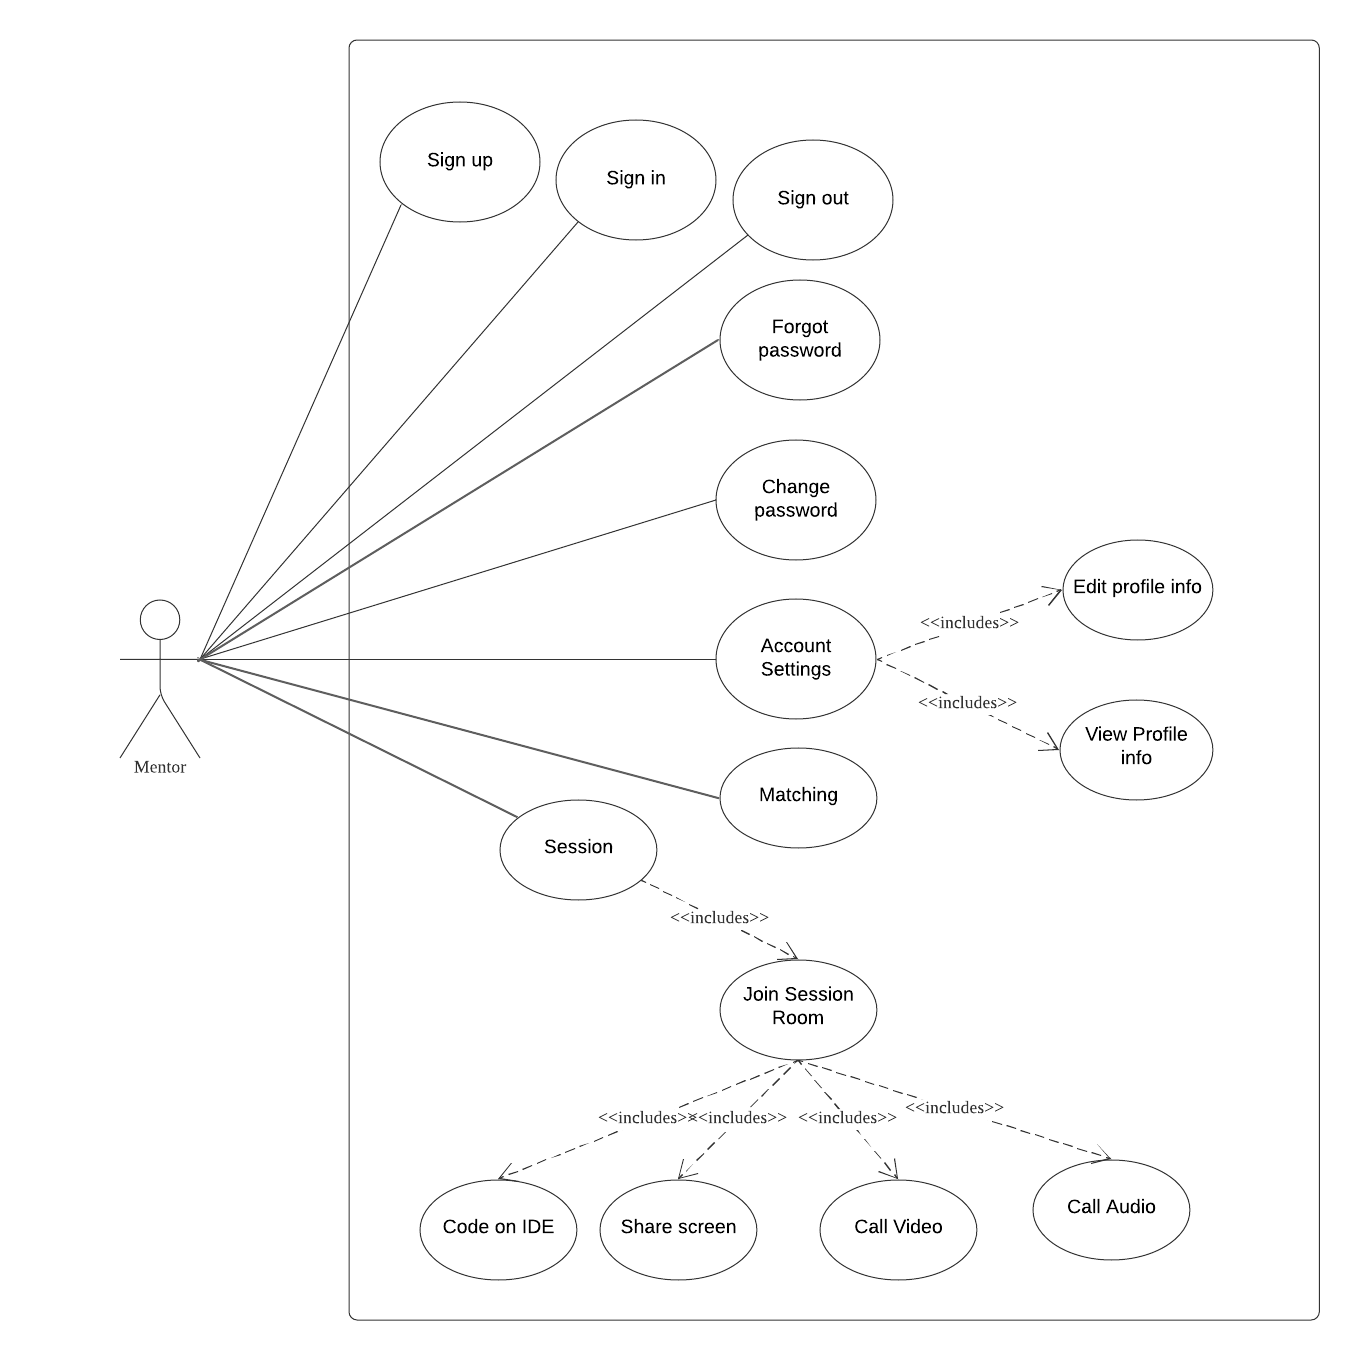 Sign up
Sign in
Sign out
Forgot
password
Change
password
Edit profile info
<<includes>>
Account
Settings
<<includes>>
View Profile
info
Mentor
Matching
Session
<<includes>>
Join Session
Room
<<includes>>
<<includes>>
<<includes>>
<<includes>>
Code on IDE
Share screen
Call Video
Call Audio